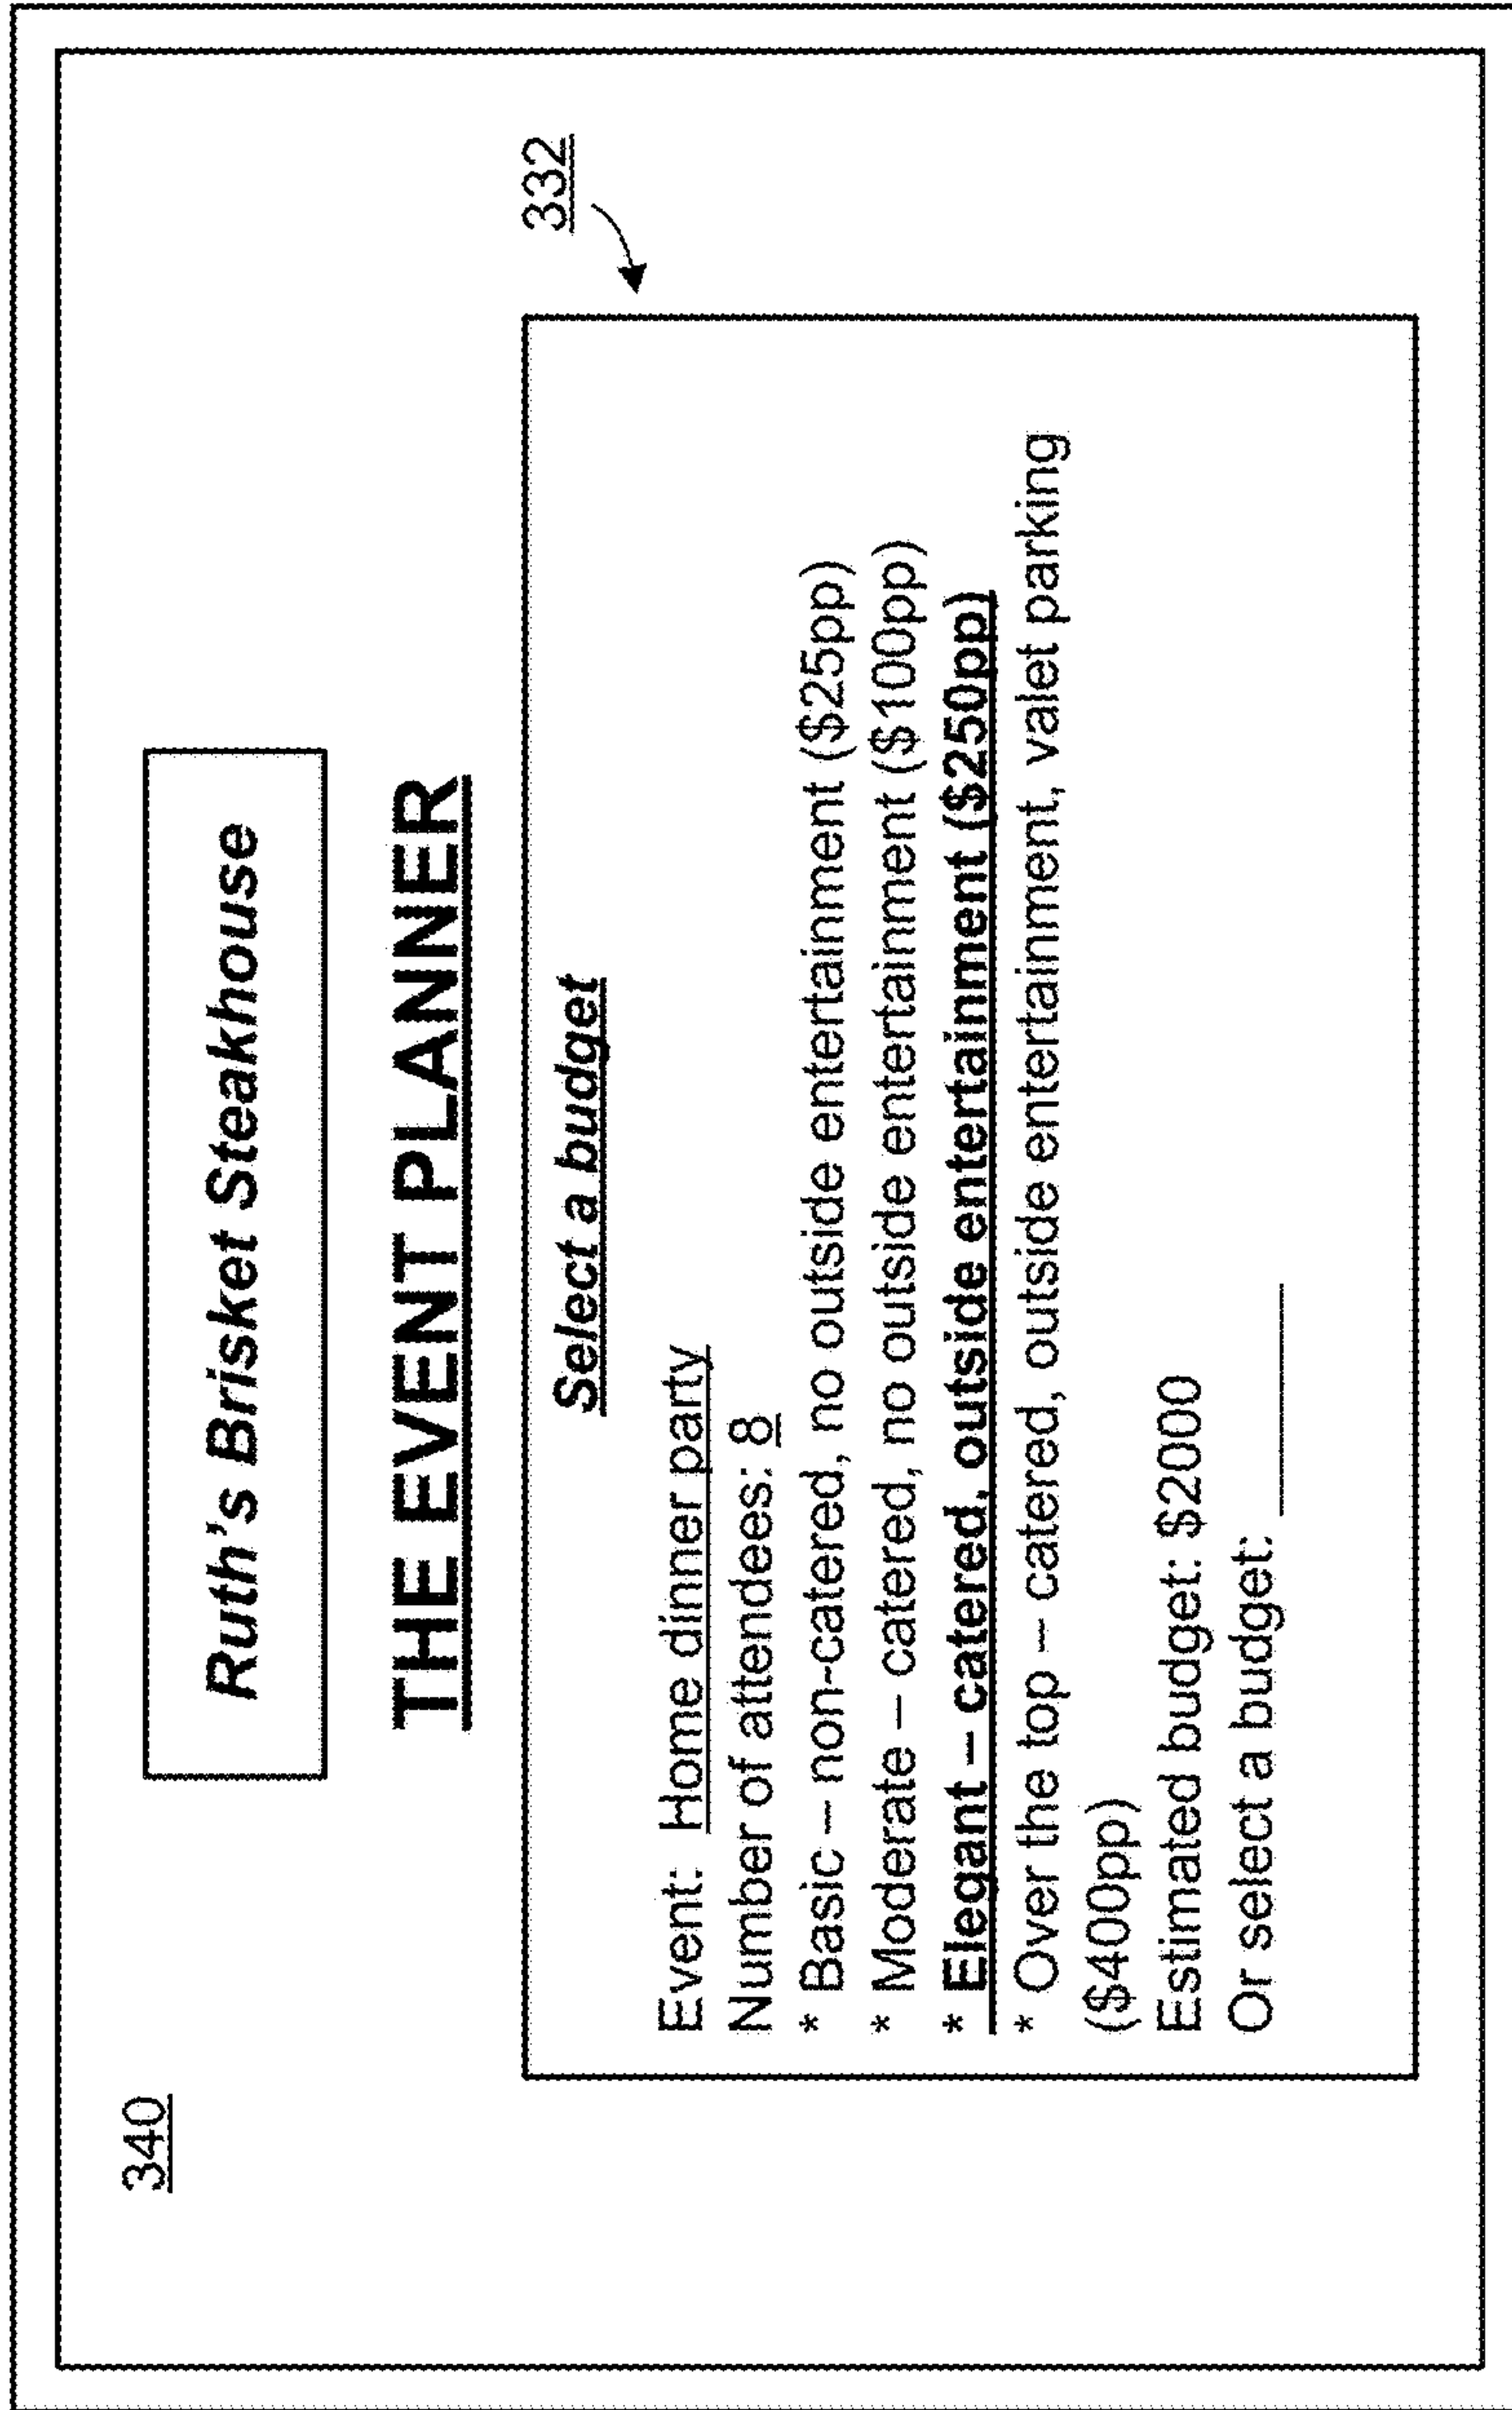 340
Ruth's Brisket Steakhouse
THE EVENT PLANNER
332
Select a budget
Event: Home dinner party
Number of attendees: 8
* Basic – non-catered, no outside entertainment ($25pp)
* Moderate – catered, no outside entertainment ($100pp)
* Elegant – catered, outside entertainment ($250pp)
* Over the top – catered, outside entertainment, valet parking
($400pp)
Estimated budget: $2000
Or select a budget: ________